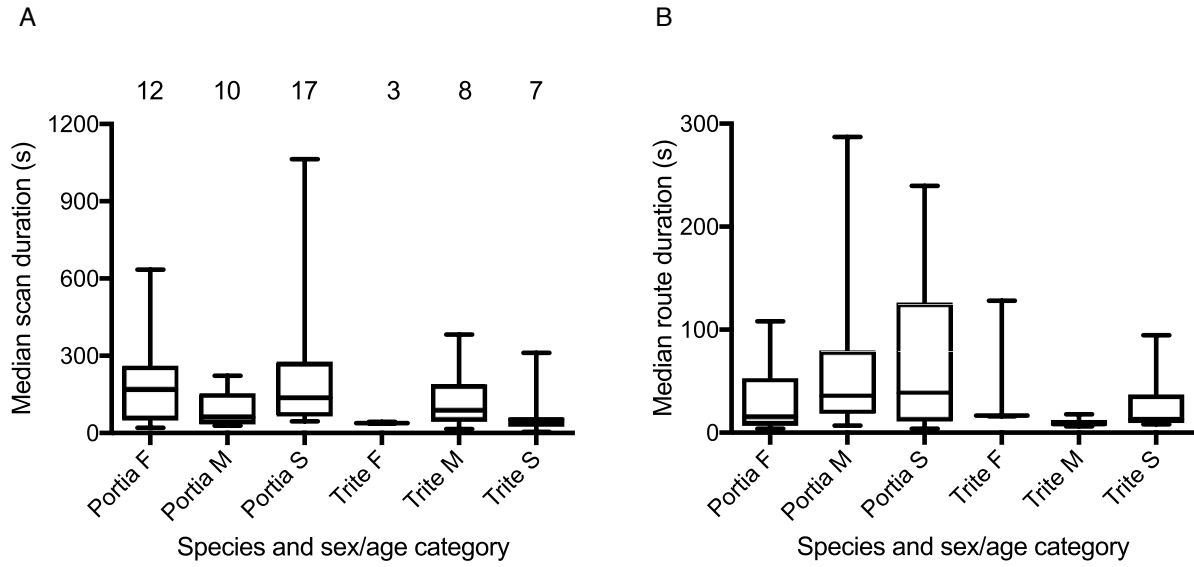 A
12 10 17 3 8 7
Median scan duration (s)
1200
900
600
300
0
Portia F
Portia M
Portia S
Trite F
Trite M
Trite S
Species and sex/age category
B
Median route duration (s)
300
200
100
0
Portia F
Portia M
Portia S
Trite F
Trite M
Trite S
Species and sex/age category